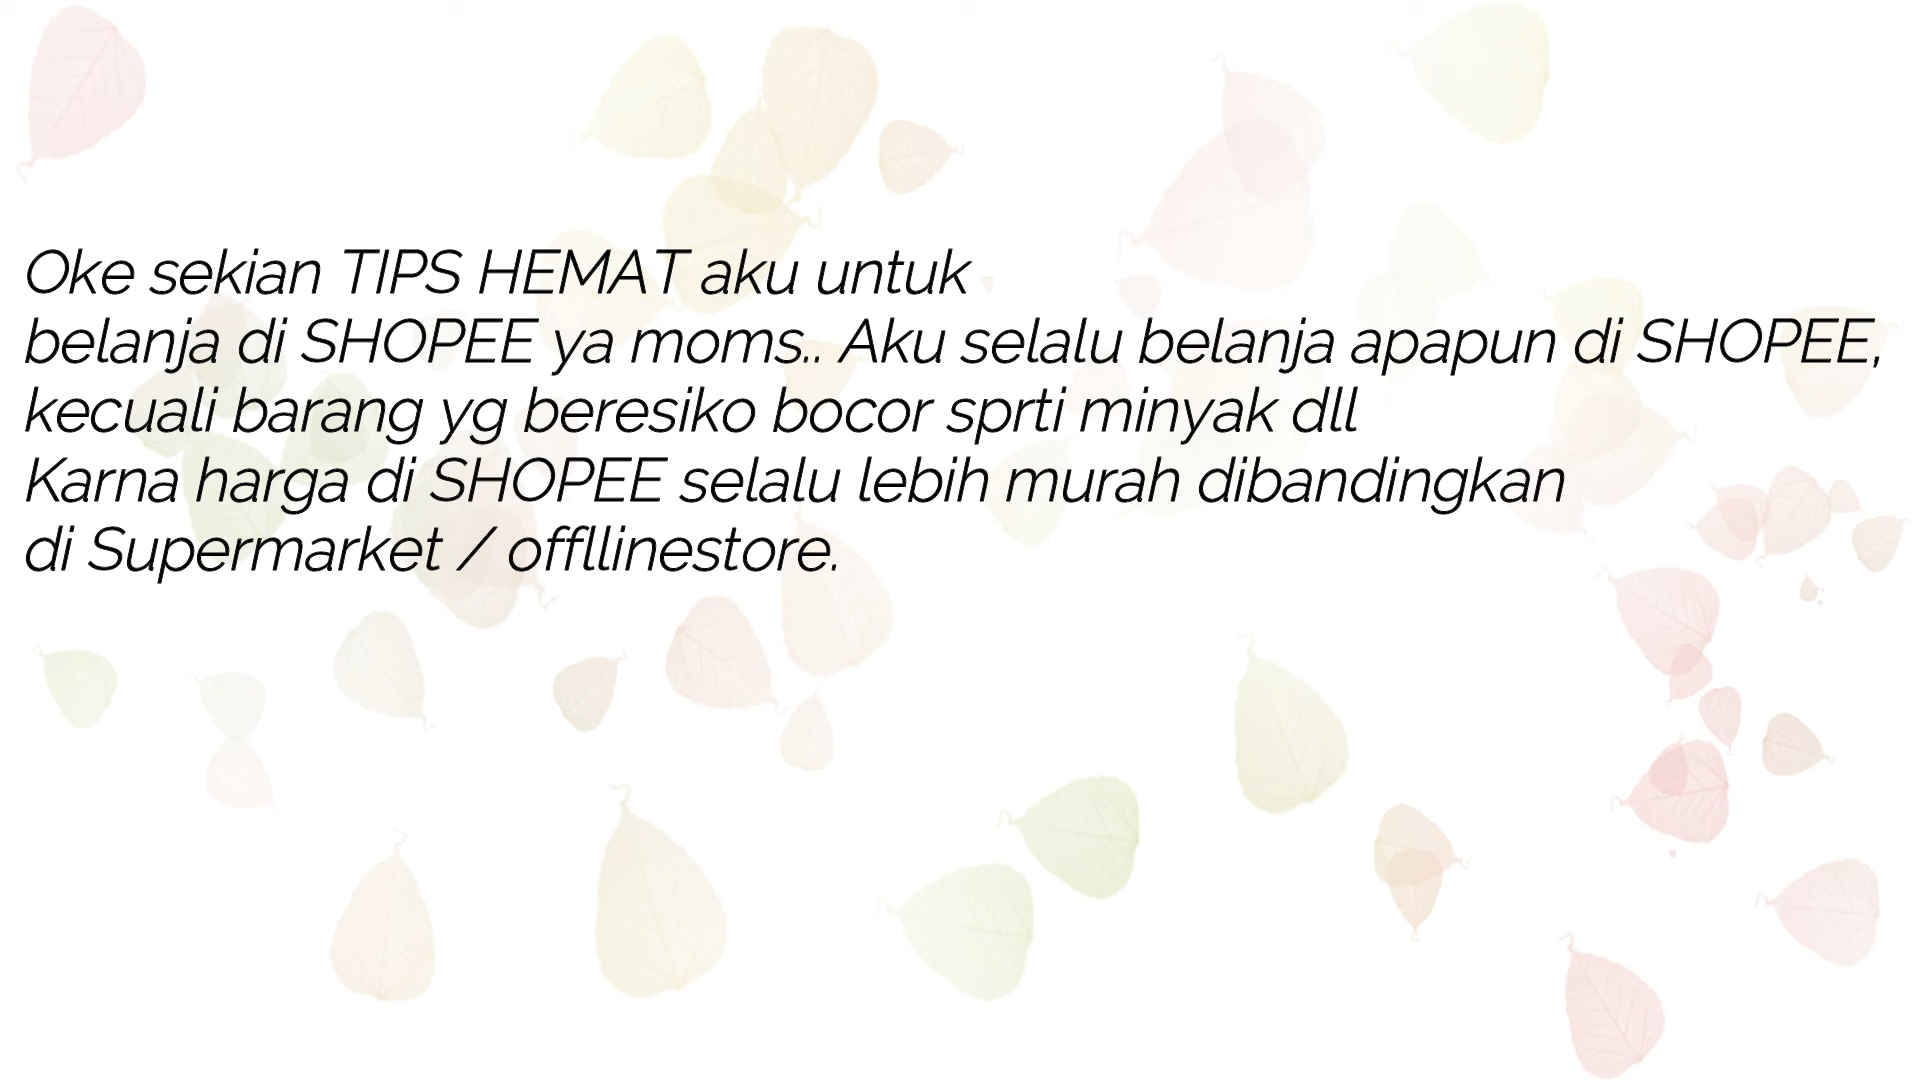 Oke sekian TIPS HEMAT aku untuk
belanja di SHOPEE ya moms.. Aku selalu belanja apapun di SHOPEE,
kecuali barang yg beresiko bocor sprti minyak dll
Karna harga di SHOPEE selalu lebih murah dibandingkan
di Supermarket / offllinestore.